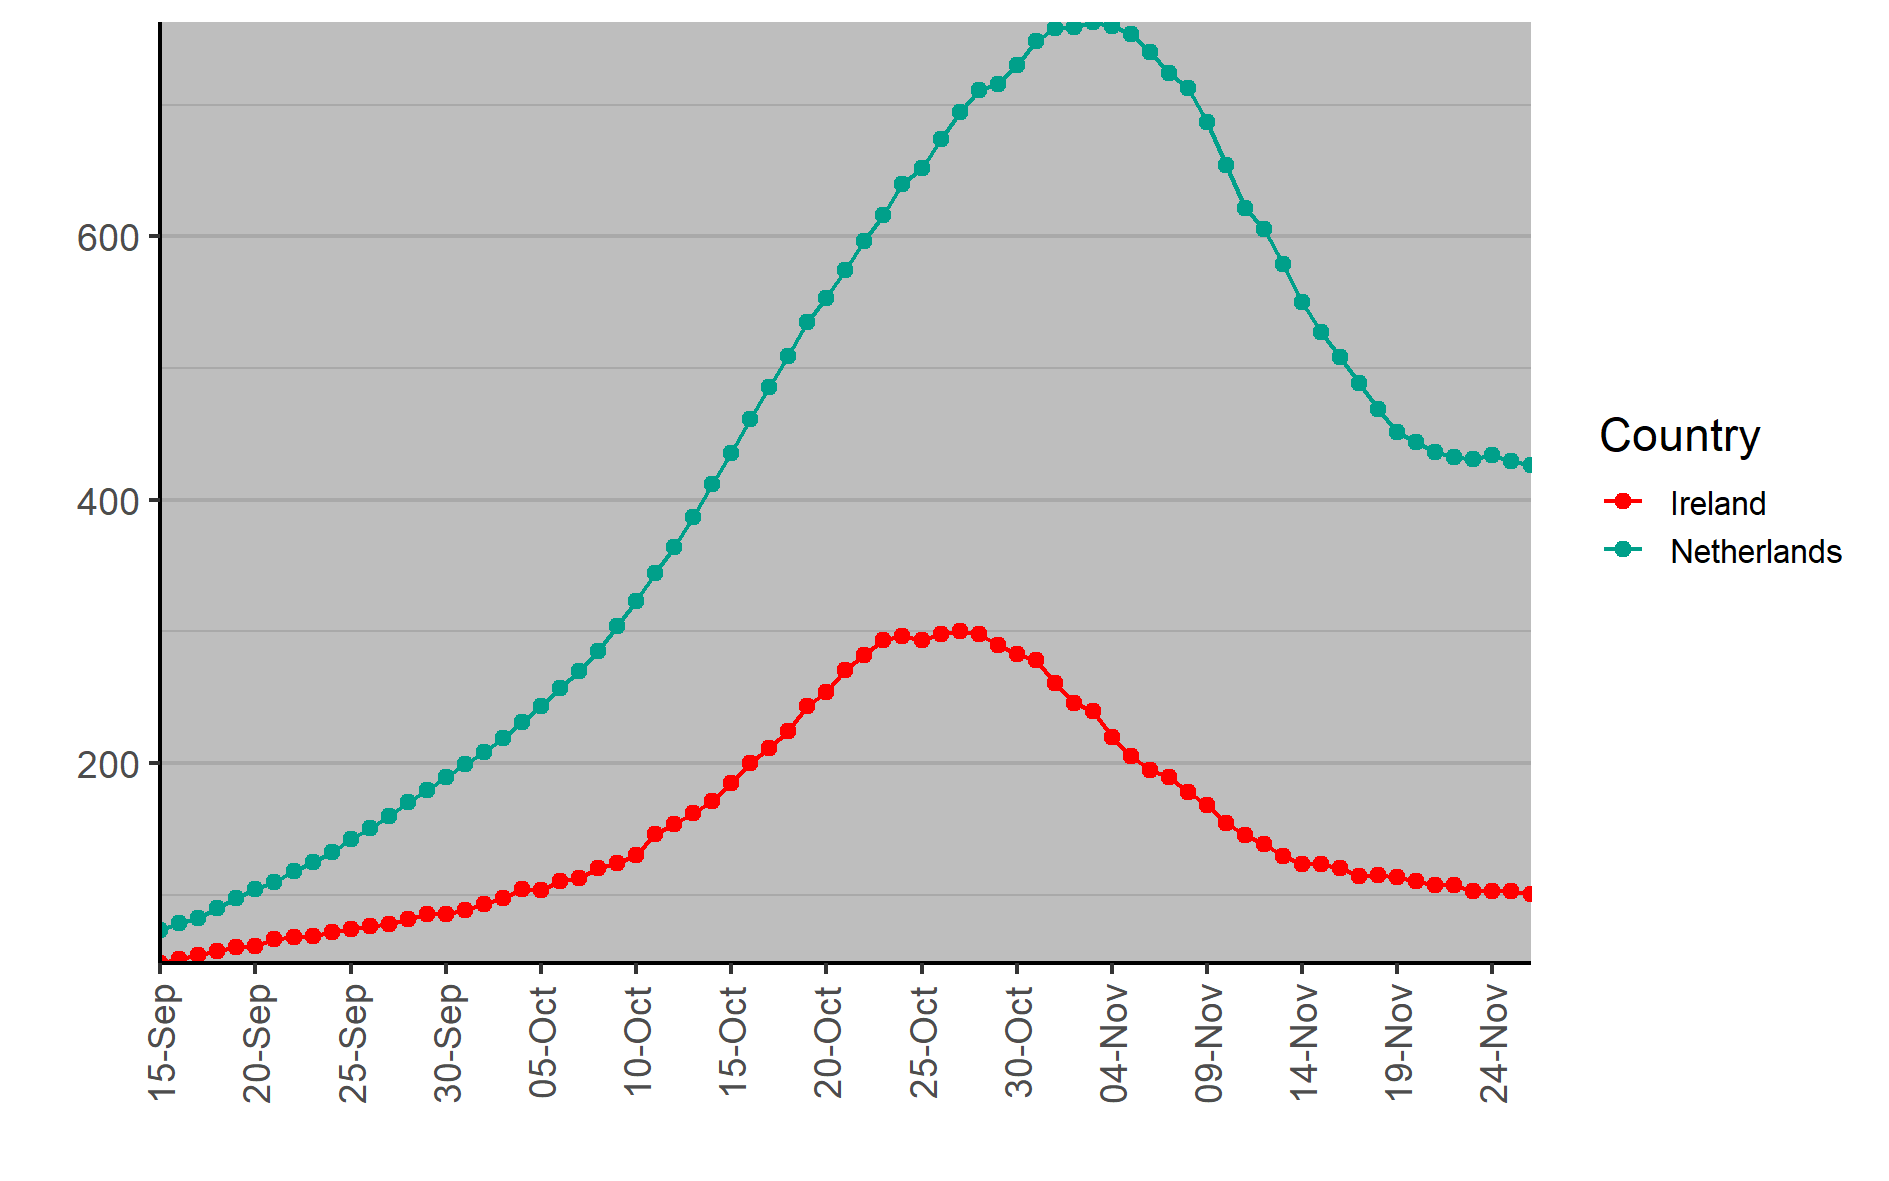 600
400
200
15-Sep
20-Sep
25-Sep
30-Sep
05-Oct
10-Oct
15-Oct
20-Oct
25-Oct
30-Oct
04-Nov
09-Nov
14-Nov
19-Nov
24-Nov
Country
Ireland
Netherlands